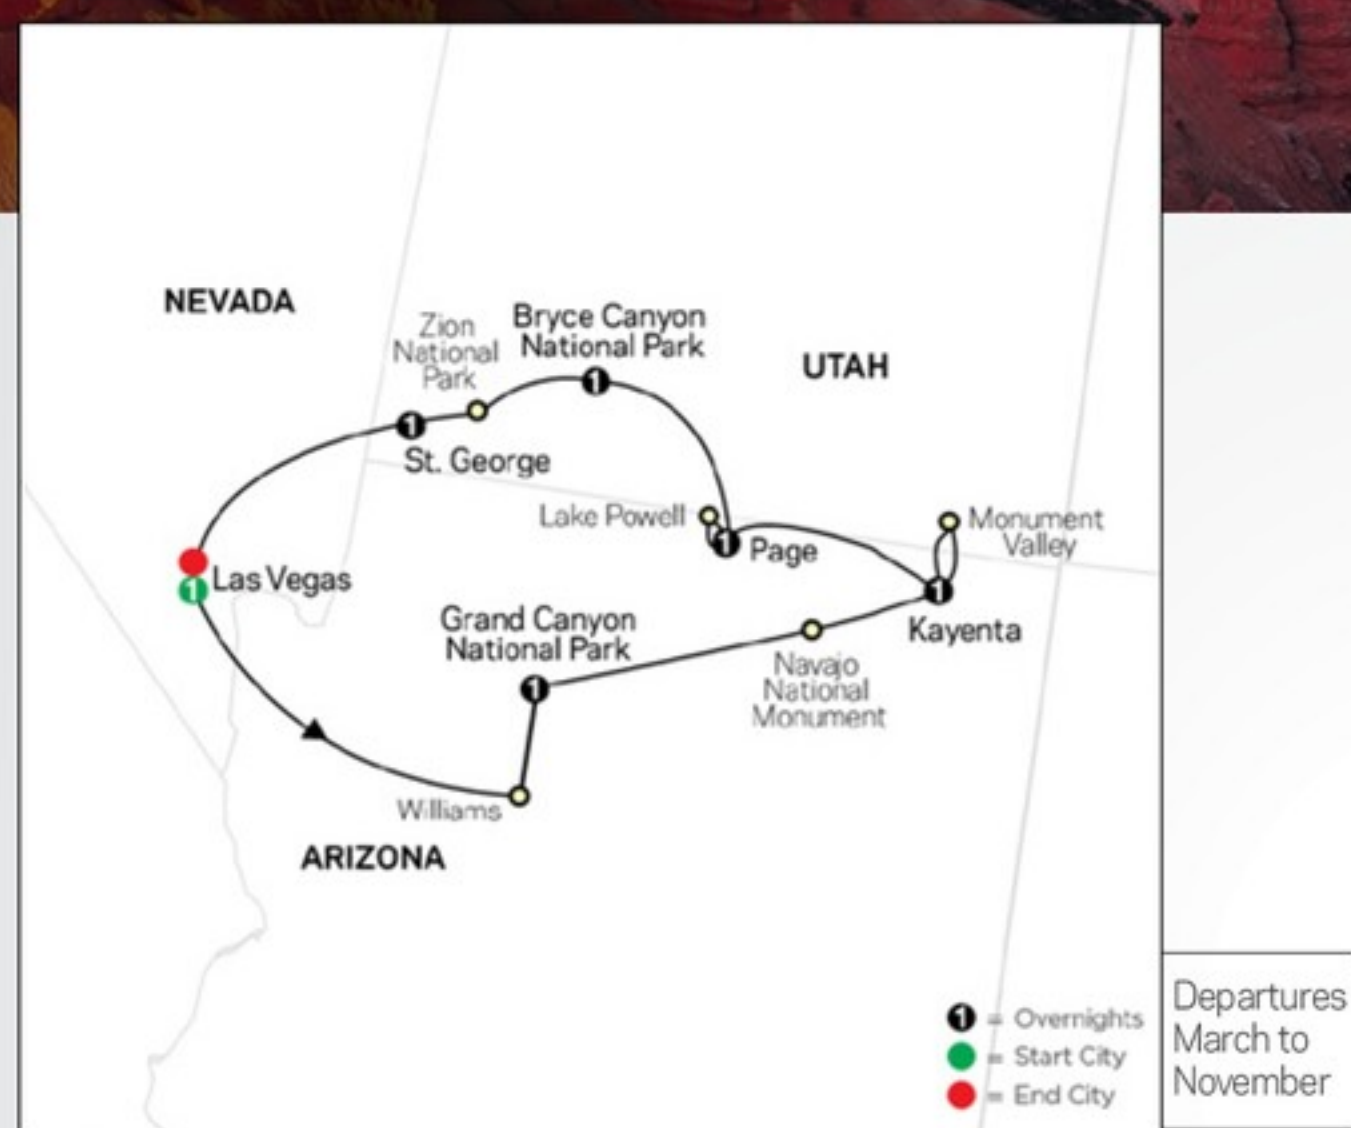 NEVADA
Zion
National
Park
Bryce Canyon
National Park
UTAH
1
1
St. George
Lake Powell
1
Page
Monument
Valley
1
Las Vegas
1
Kayenta
Grand Canyon
National Park
1
Navajo
National
Monument
Williams
ARIZONA
1 = Overnights
= Start City
= End City
Departures
March to
November